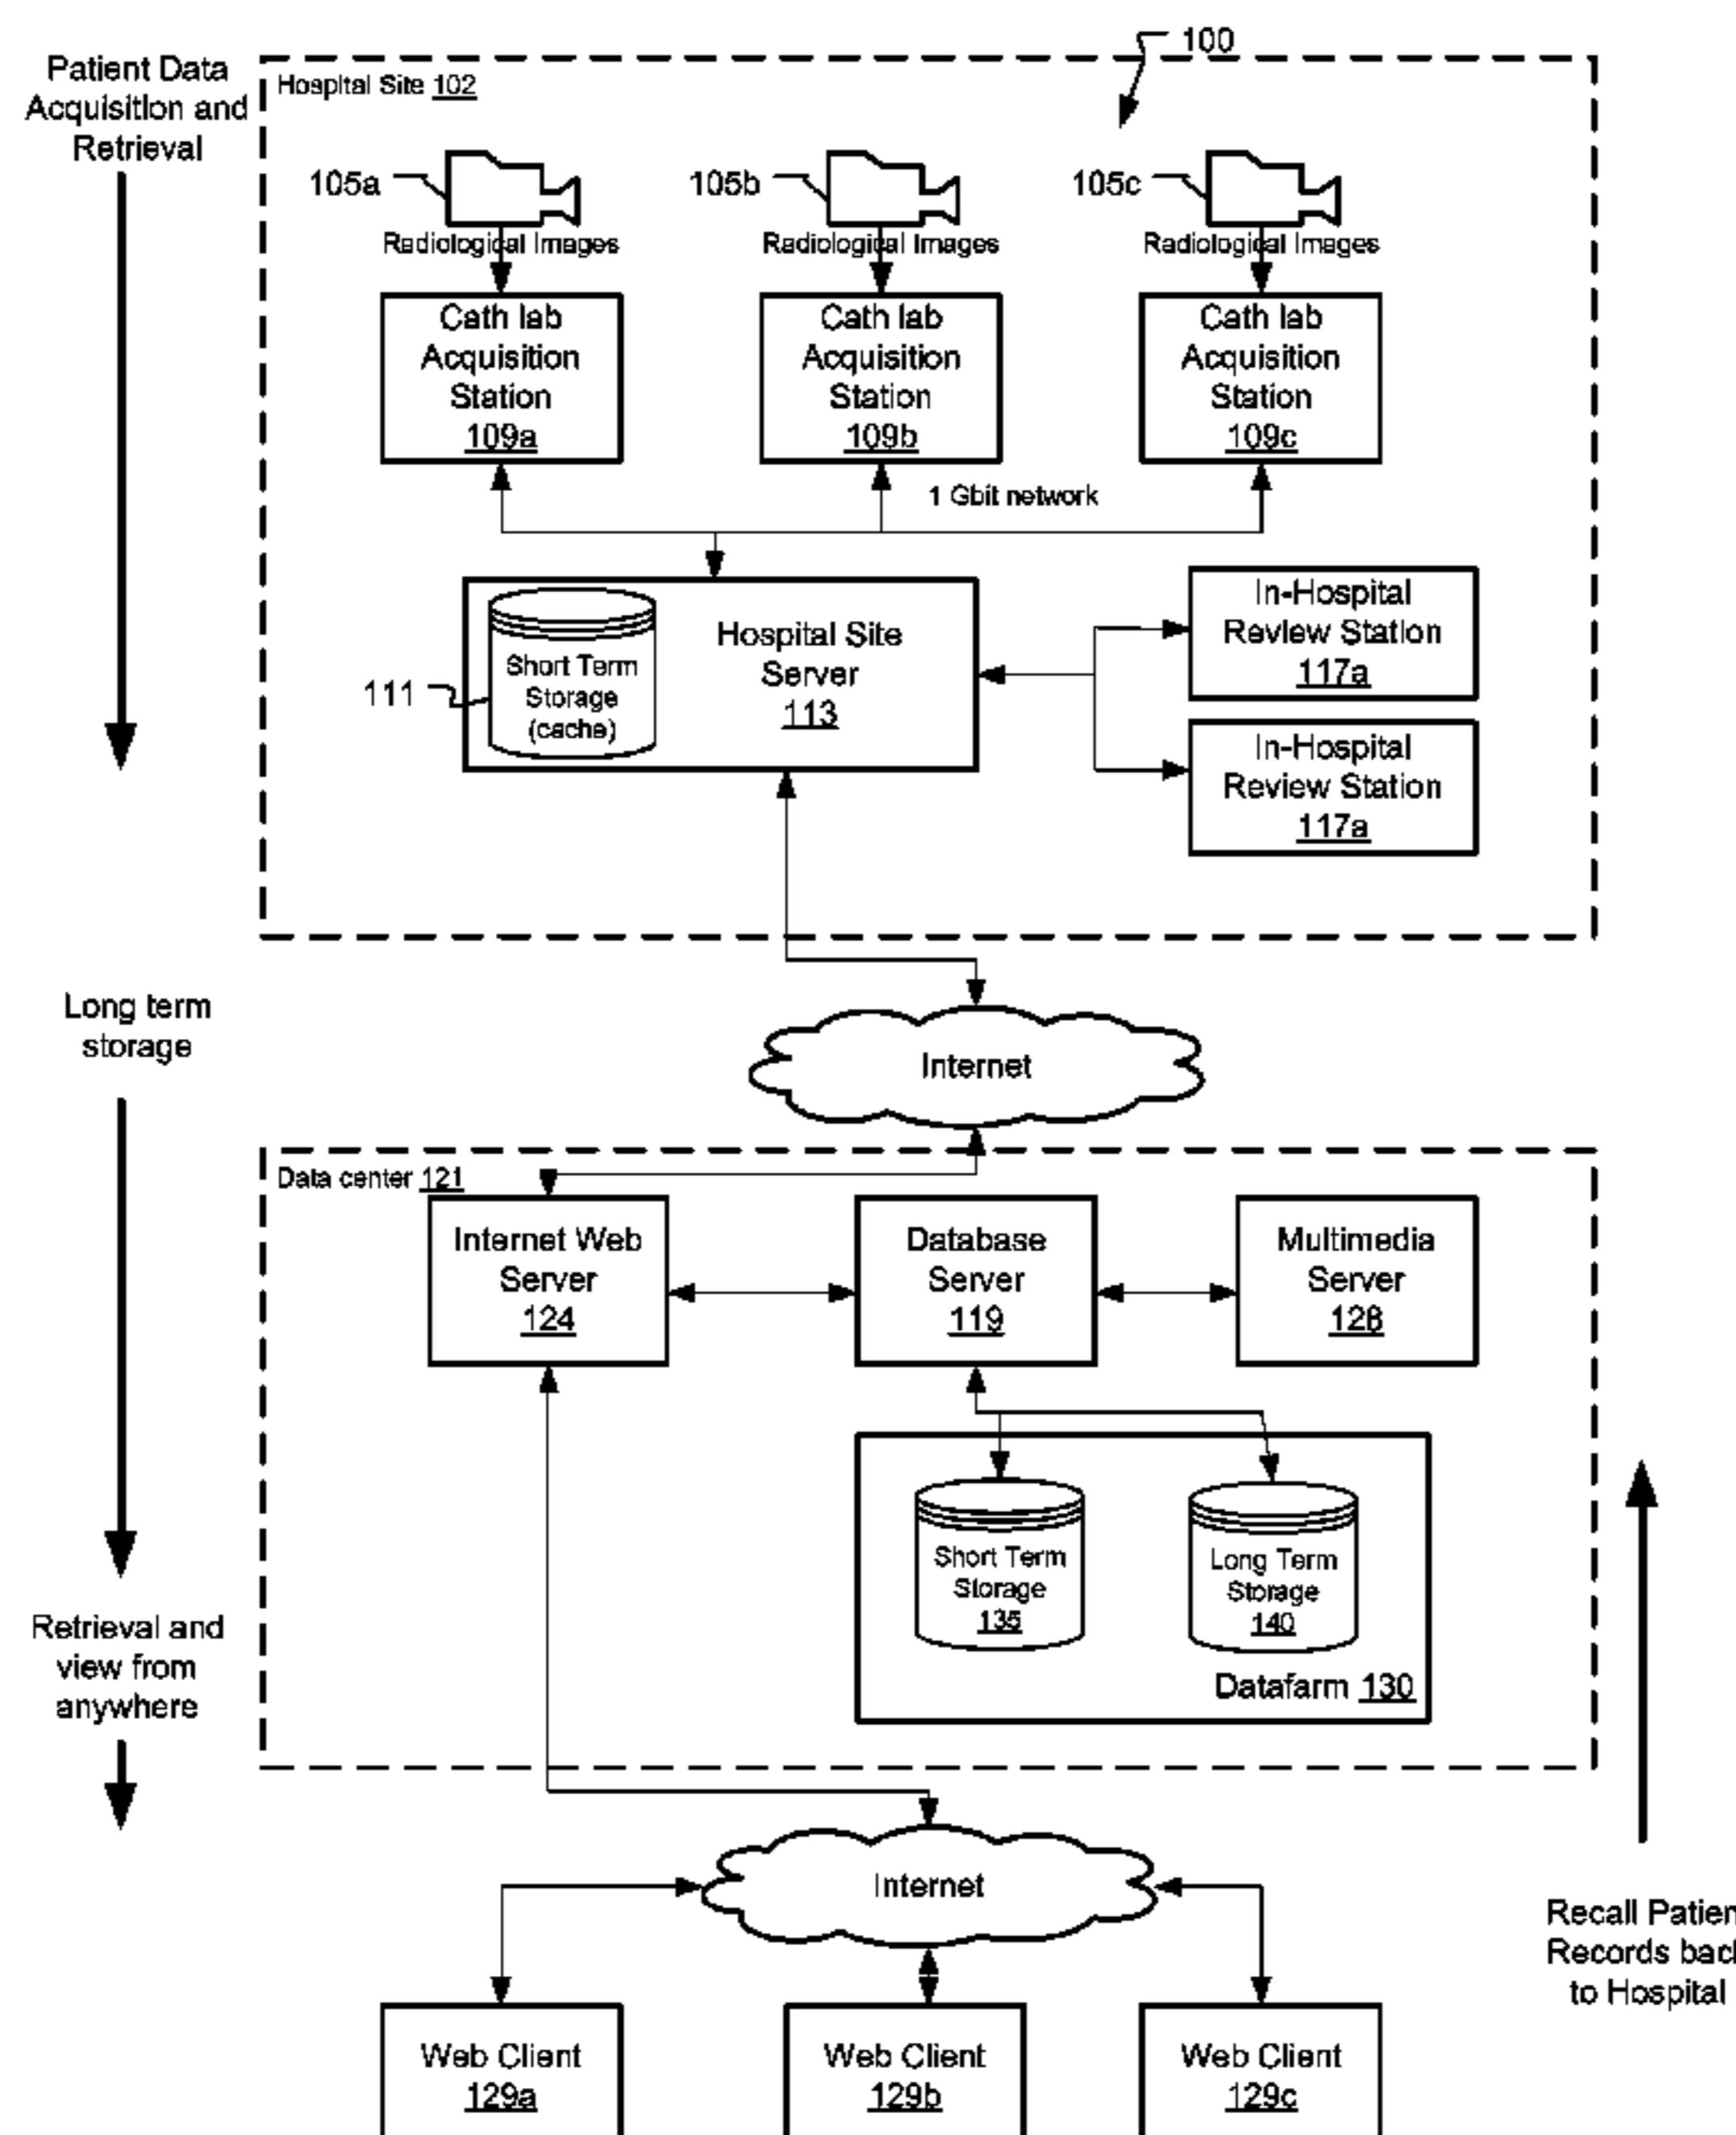 100
Patient Data
Acquisition and
Retrieval
Hospital Site 102
105a
105b
105c
Radiological Images
Radiological Images
Radiological Images
Cath lab
Acquisition
Station
109a
Cath lab
Acquisition
Station
109b
Cath lab
Acquisition
Station
109c
1 Gbit network
111
Short Term
Storage
(cache)
Hospital Site
Server
113
In-Hospital
Review Station
117a
In-Hospital
Review Station
117a
Long term
storage
Internet
Data center 121
Internet Web
Server
124
Database
Server
119
Multimedia
Server
128
Short Term
Storage
135
Long Term
Storage
140
Datafarm 130
Retrieval and
view from
anywhere
Internet
Recall Patien
Records bac
to Hospital
Web Client
129a
Web Client
129b
Web Client
129c